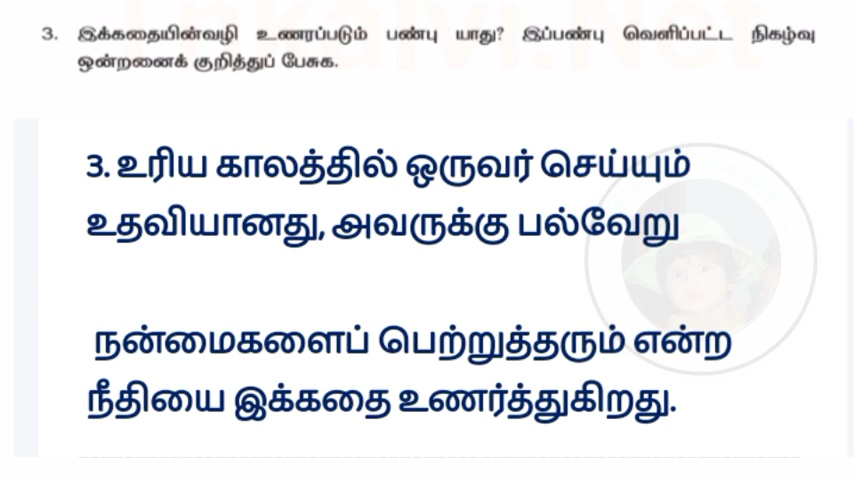 3. இக்கதையின்வழி உணரப்படும் பண்பு யாது? இப்பண்பு வெளிப்பட்ட நிகழ்வு
ஒன்றனைக் குறித்துப் பேசுக.
3. உரிய காலத்தில் ஒருவர் செய்யும்
உதவியானது, அவருக்கு பல்வேறு
நன்மைகளைப் பெற்றுத்தரும் என்ற
நீதியை இக்கதை உணர்த்துகிறது.